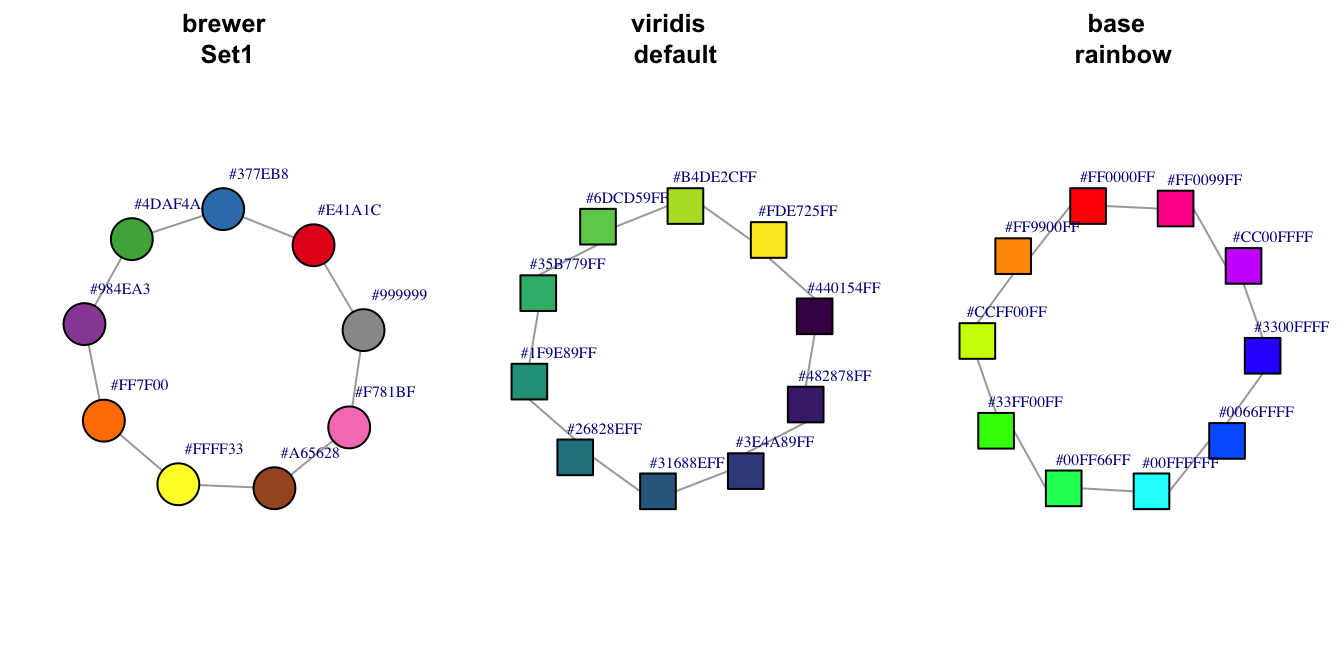 brewer
Set1
#377EB8
#4DAF4A
#E41A1C
#984EA3
#999999
#FF7F00
#F781BF
#FFFF33
#A65628
viridis
default
#B4DE2CFF
#6DCD59FF
#FDE725FF
#35B779FF
#440154FF
#1F9E89FF
#482878FF
#26828EFF
#3E4A89FF
#31688EFF
base
rainbow
#FF0000FF
#FF0099FF
#FF9900FF
#CC00FFFF
#CCFF00FF
#3300FFFF
#33FF00FF
#0066FFFF
#00FF66FF
#00FFFFFF